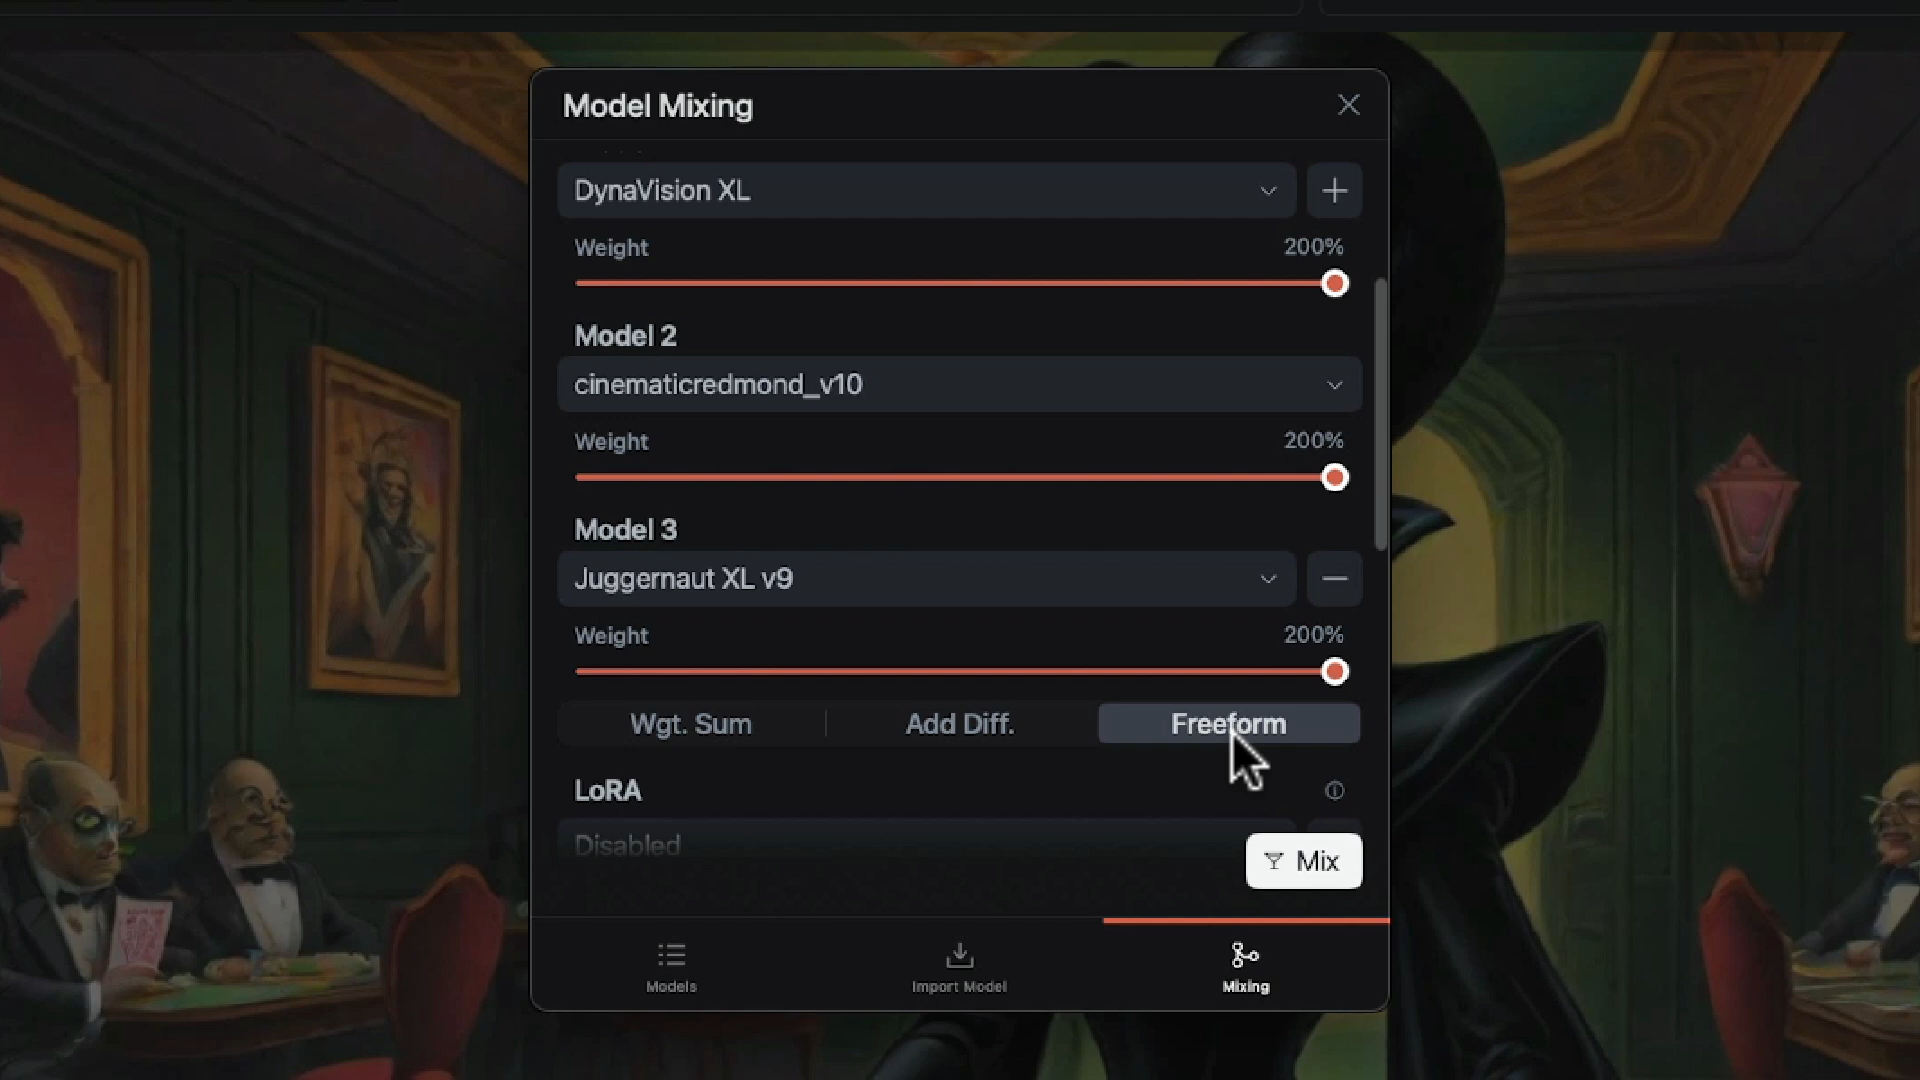 Model Mixing
DynaVision XL
Weight 200%
Model 2
cinematicredmond_v10
Weight 200%
Model 3
Juggernaut XL v9
Weight 200%
Wgt. Sum Add Diff. Freeform
LoRA
Disabled
Mix
Models Import Model Mixing